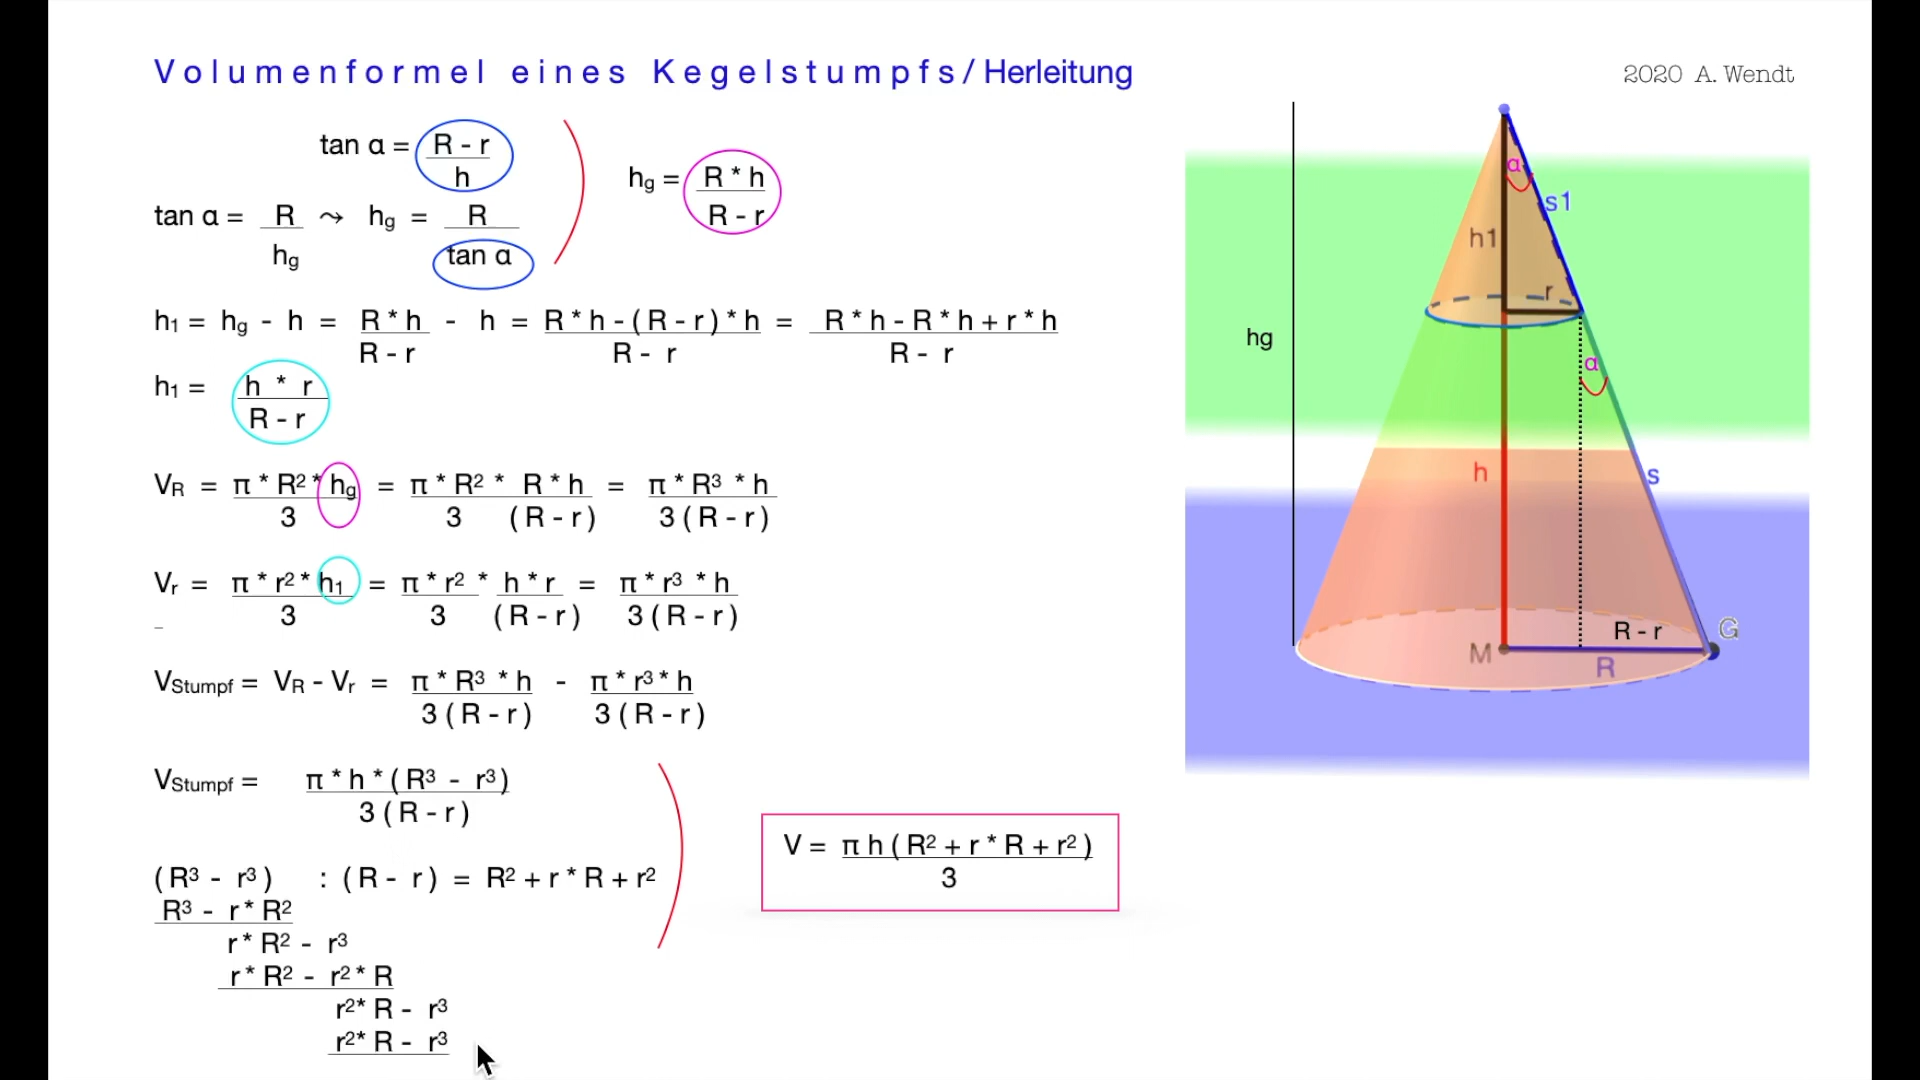 Volumenformel eines Kegelstumpfs/Herleitung
2020 A. Wendt
tan α = R - r
h
hg = R * h
R - r
tan α = R ⤳ hg = R
hg tan α
h1 = hg - h = R * h - h = R * h - ( R - r ) * h = R * h - R * h + r * h
R - r R - r R - r
h1 = h * r
R - r
VR = π * R² * hg = π * R² * R * h = π * R³ * h
3 3 ( R - r ) 3 ( R - r )
Vr = π * r² * h1 = π * r² * h * r = π * r³ * h
3 3 ( R - r ) 3 ( R - r )
VStumpf = VR - Vr = π * R³ * h - π * r³ * h
3 ( R - r ) 3 ( R - r )
VStumpf = π * h * ( R³ - r³ )
3 ( R - r )
V = π h ( R² + r * R + r² )
3
( R³ - r³ ) : ( R - r ) = R² + r * R + r²
R³ - r * R²
r * R² - r³
r * R² - r² * R
r² * R - r³
r² * R - r³
α
s1
h1
r
hg
α
h
s
R - r
G
M
R